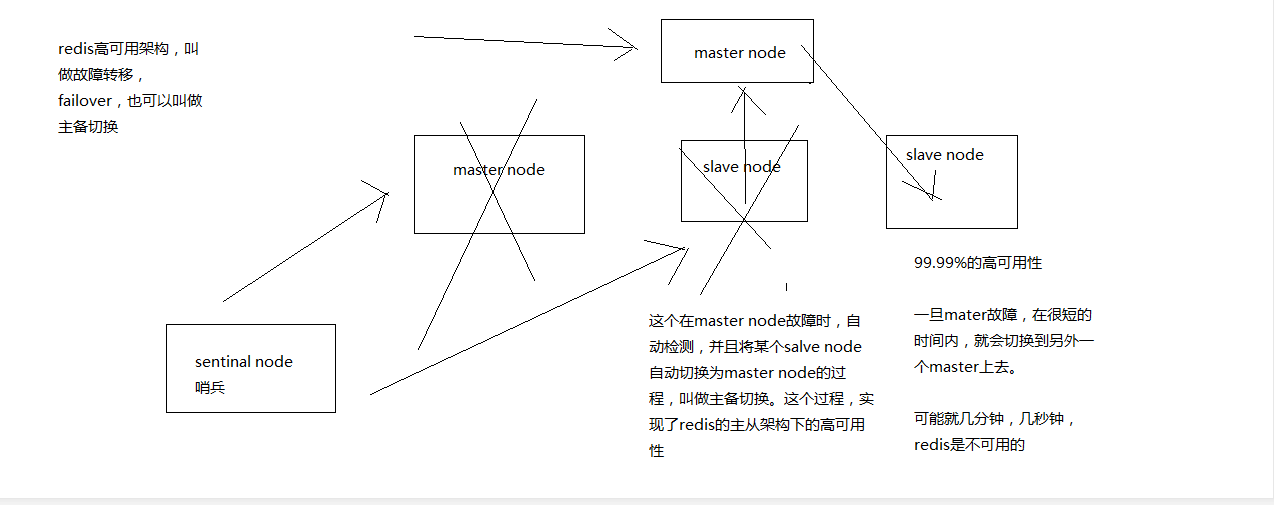 redis高可用架构，叫
做故障转移，
failover，也可以叫做
主备切换
master node
master node
slave node
slave node
sentinal node
哨兵
这个在master node故障时，自
动检测，并且将某个salve node
自动切换为master node的过
程，叫做主备切换。这个过程，实
现了redis的主从架构下的高可用
性
99.99%的高可用性
一旦mater故障，在很短的
时间内，就会切换到另外一
个master上去。
可能就几分钟，几秒钟，
redis是不可用的